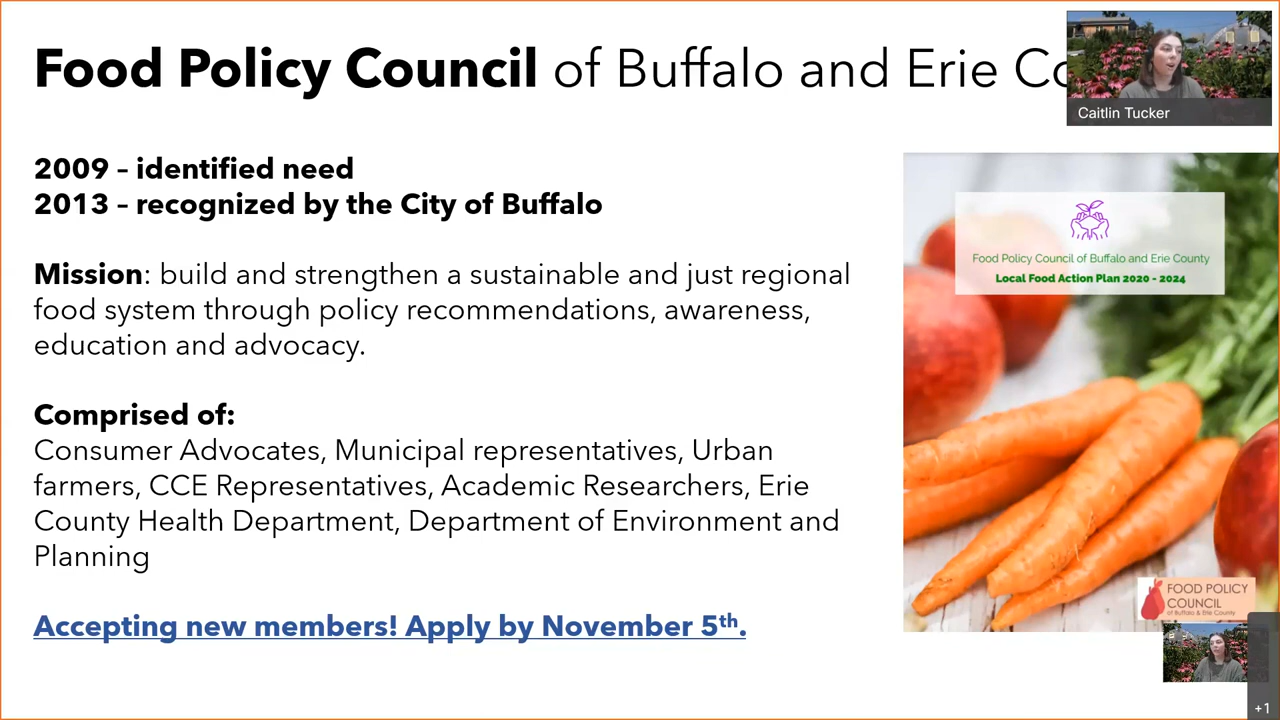 Food Policy Council of Buffalo and Erie Co
Caitlin Tucker
2009 – identified need
2013 – recognized by the City of Buffalo
Mission: build and strengthen a sustainable and just regional
food system through policy recommendations, awareness,
education and advocacy.
Comprised of:
Consumer Advocates, Municipal representatives, Urban
farmers, CCE Representatives, Academic Researchers, Erie
County Health Department, Department of Environment and
Planning
Accepting new members! Apply by November 5th.
Food Policy Council of Buffalo and Erie County
Local Food Action Plan 2020 - 2024
FOOD POLICY
COUNCIL
of Buffalo & Erie County
+1